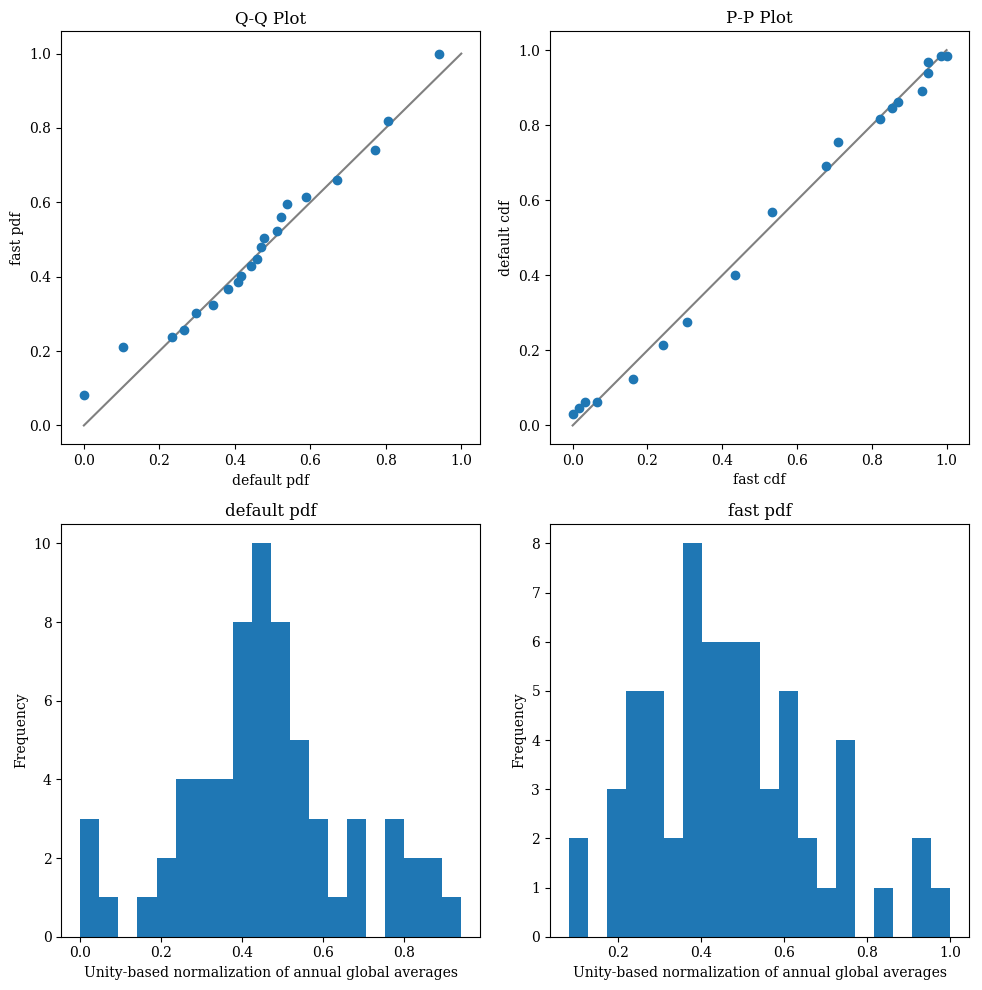 Q-Q Plot
1.0
0.8
0.6
0.4
0.2
0.0
fast pdf
0.0 0.2 0.4 0.6 0.8 1.0
default pdf
P-P Plot
1.0
0.8
0.6
0.4
0.2
0.0
default cdf
0.0 0.2 0.4 0.6 0.8 1.0
fast cdf
default pdf
10
8
6
4
2
0
Frequency
0.0 0.2 0.4 0.6 0.8
Unity-based normalization of annual global averages
fast pdf
8
7
6
5
4
3
2
1
0
Frequency
0.2 0.4 0.6 0.8 1.0
Unity-based normalization of annual global averages